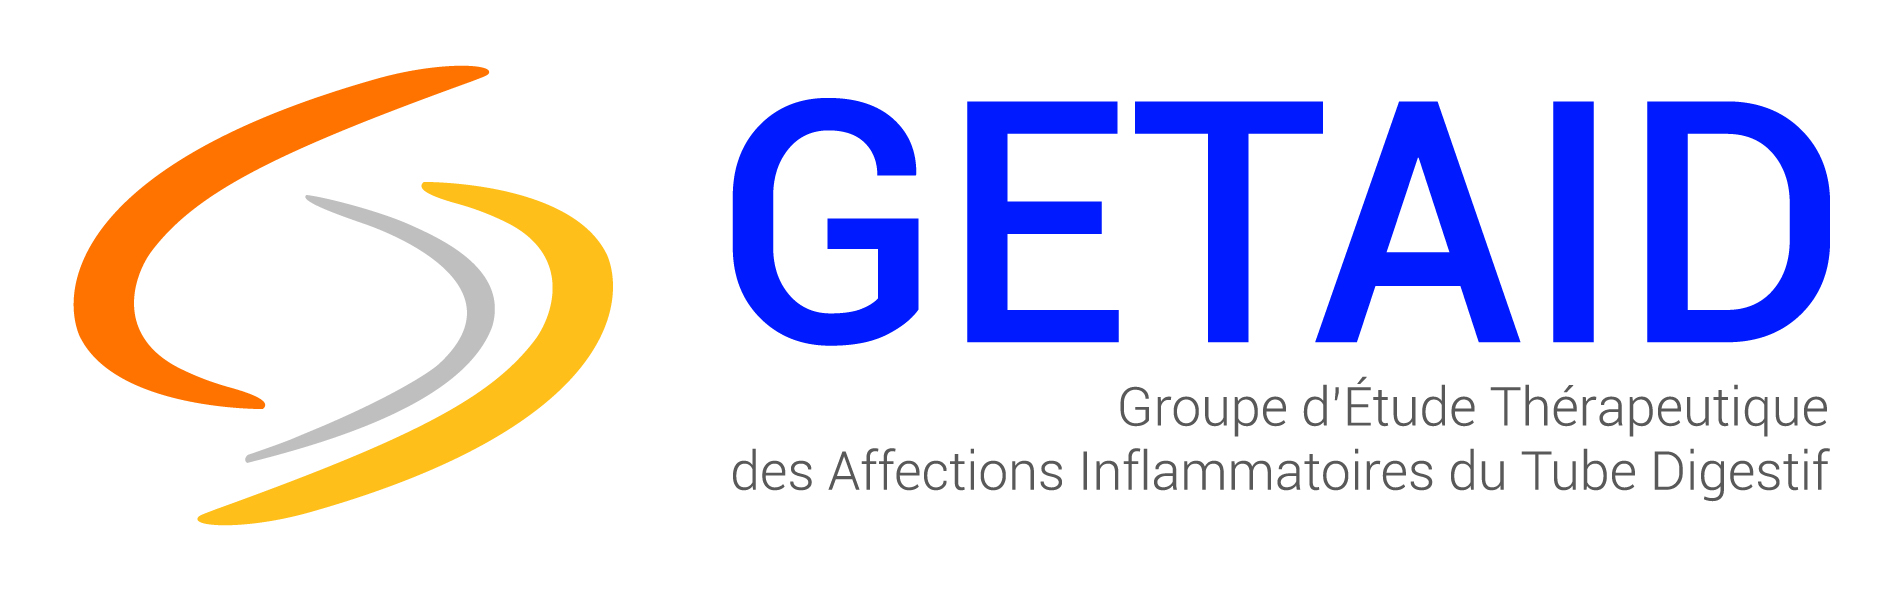 GETAID
Groupe d'Étude Thérapeutique
des Affections Inflammatoires du Tube Digestif